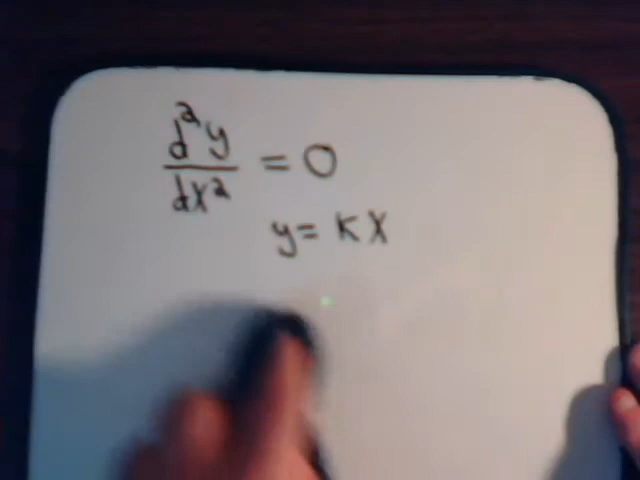 d²y/dx² = 0
y = kx